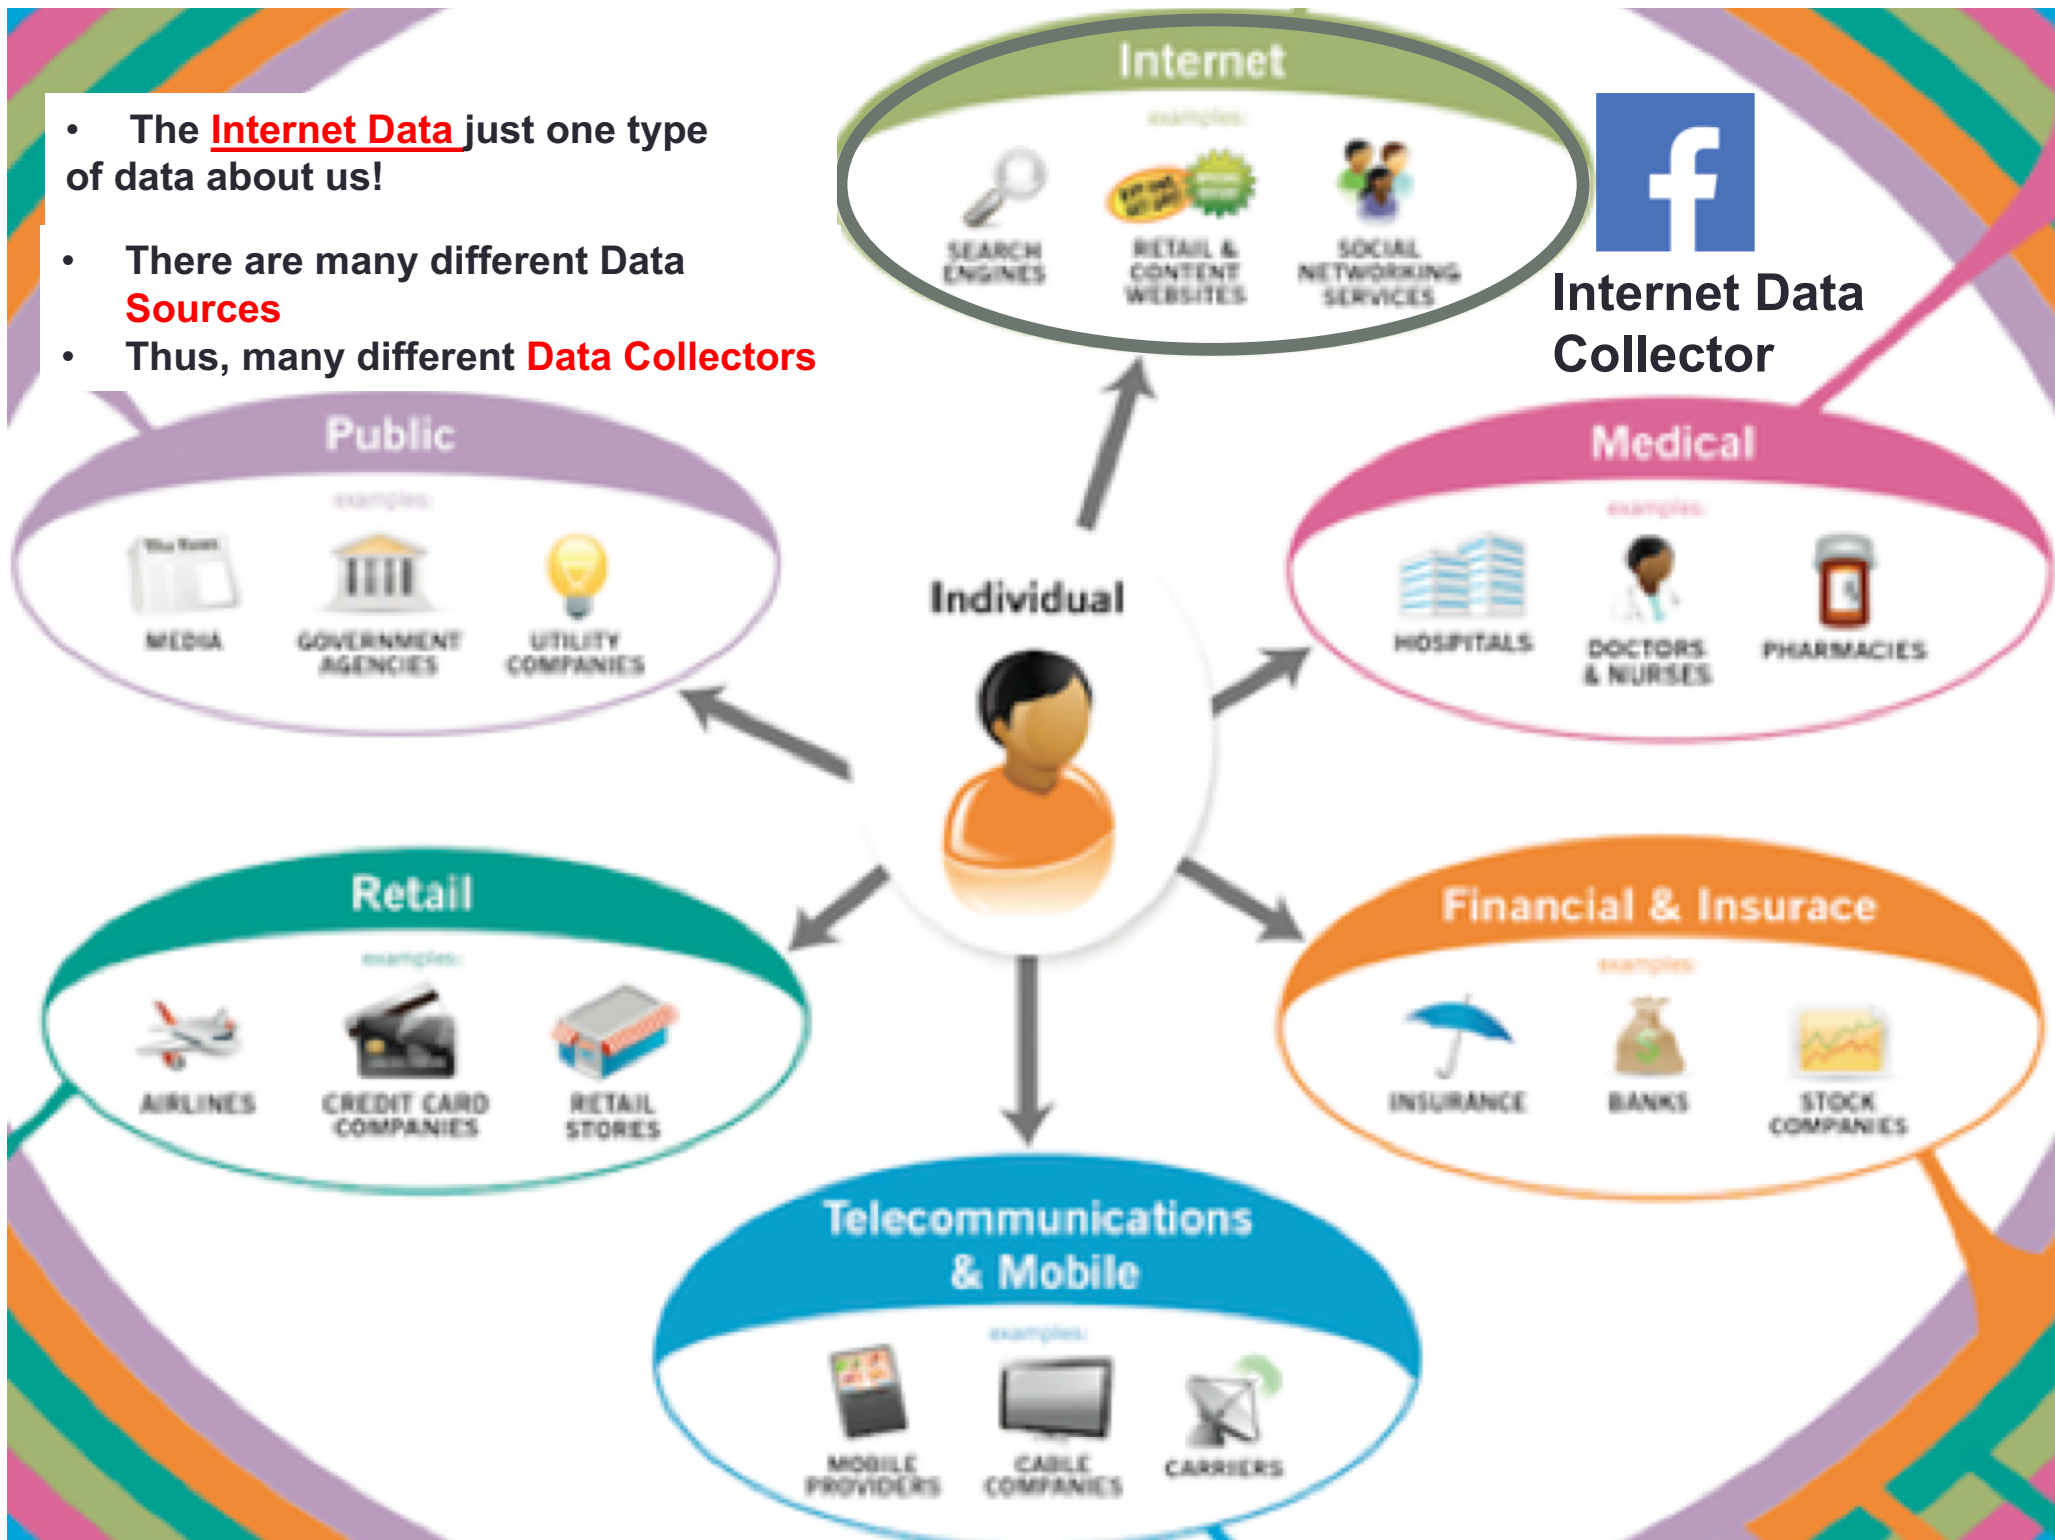 • The Internet Data just one type
of data about us!
• There are many different Data
Sources
• Thus, many different Data Collectors
Internet
examples:
SEARCH
ENGINES
RETAIL &
CONTENT
WEBSITES
SOCIAL
NETWORKING
SERVICES
f
Internet Data
Collector
Public
examples:
MEDIA
GOVERNMENT
AGENCIES
UTILITY
COMPANIES
Individual
Medical
examples:
HOSPITALS
DOCTORS
& NURSES
PHARMACIES
Retail
examples:
AIRLINES
CREDIT CARD
COMPANIES
RETAIL
STORES
Financial & Insurace
examples:
INSURANCE
BANKS
$
STOCK
COMPANIES
Telecommunications
& Mobile
examples:
MOBILE
PROVIDERS
CABLE
COMPANIES
CARRIERS